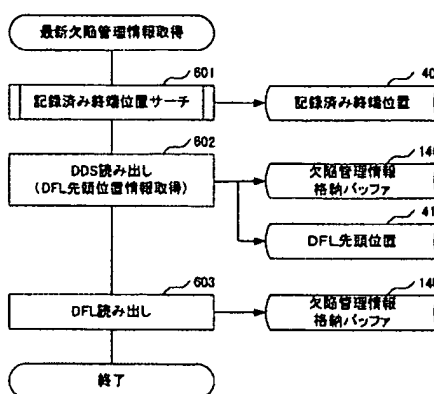 最新欠陥管理情報取得
601
記録済み終端位置サーチ
記録済み終端位置
602
DDS読み出し
(DFL先頭位置情報取得)
欠陥管理情報
格納バッファ
DFL先頭位置
603
DFL読み出し
欠陥管理情報
格納バッファ
終了